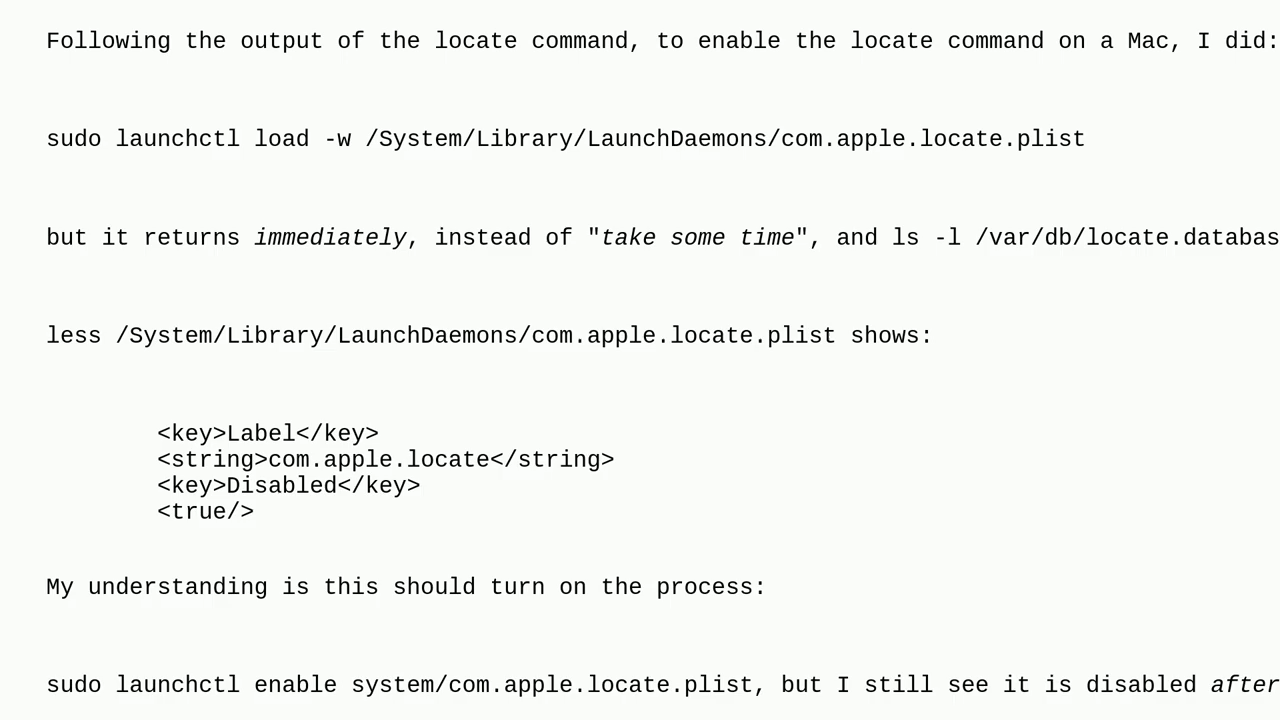 Following the output of the locate command, to enable the locate command on a Mac, I did:
sudo launchctl load -w /System/Library/LaunchDaemons/com.apple.locate.plist
but it returns immediately, instead of "take some time", and ls -l /var/db/locate.databas
less /System/Library/LaunchDaemons/com.apple.locate.plist shows:
<key>Label</key>
<string>com.apple.locate</string>
<key>Disabled</key>
<true/>
My understanding is this should turn on the process:
sudo launchctl enable system/com.apple.locate.plist, but I still see it is disabled after